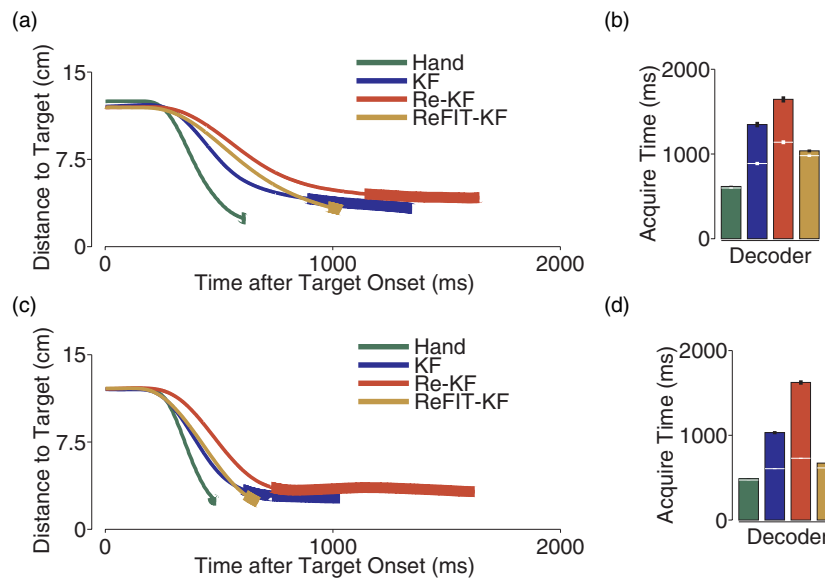 (a)
Distance to Target (cm)
15
7.5
0
0
1000
2000
Time after Target Onset (ms)
Hand
KF
Re-KF
ReFIT-KF
(b)
Acquire Time (ms)
2000
1000
0
Decoder
(c)
Distance to Target (cm)
15
7.5
0
0
1000
2000
Time after Target Onset (ms)
Hand
KF
Re-KF
ReFIT-KF
(d)
Acquire Time (ms)
2000
1000
0
Decoder